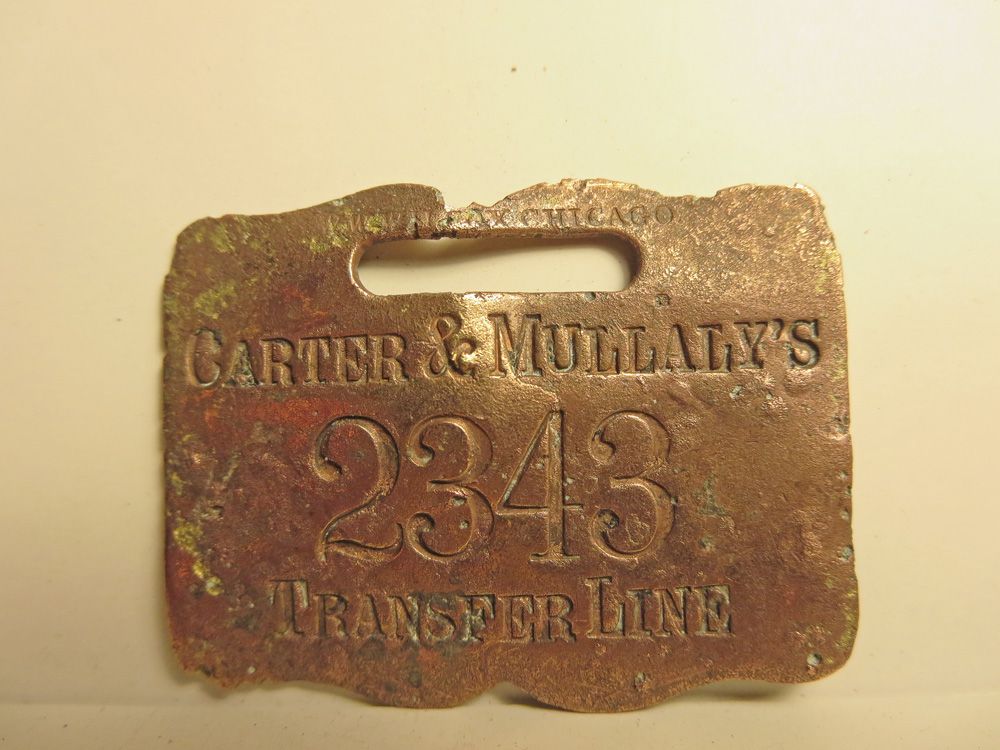 CHICAGO
CARTER & MULLALY'S
2343
TRANSFER LINE